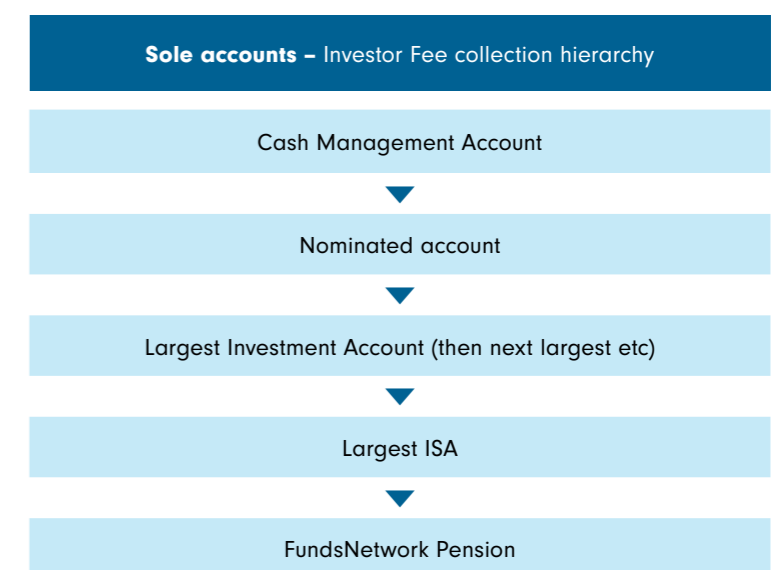 Sole accounts – Investor Fee collection hierarchy
Cash Management Account
Nominated account
Largest Investment Account (then next largest etc)
Largest ISA
FundsNetwork Pension